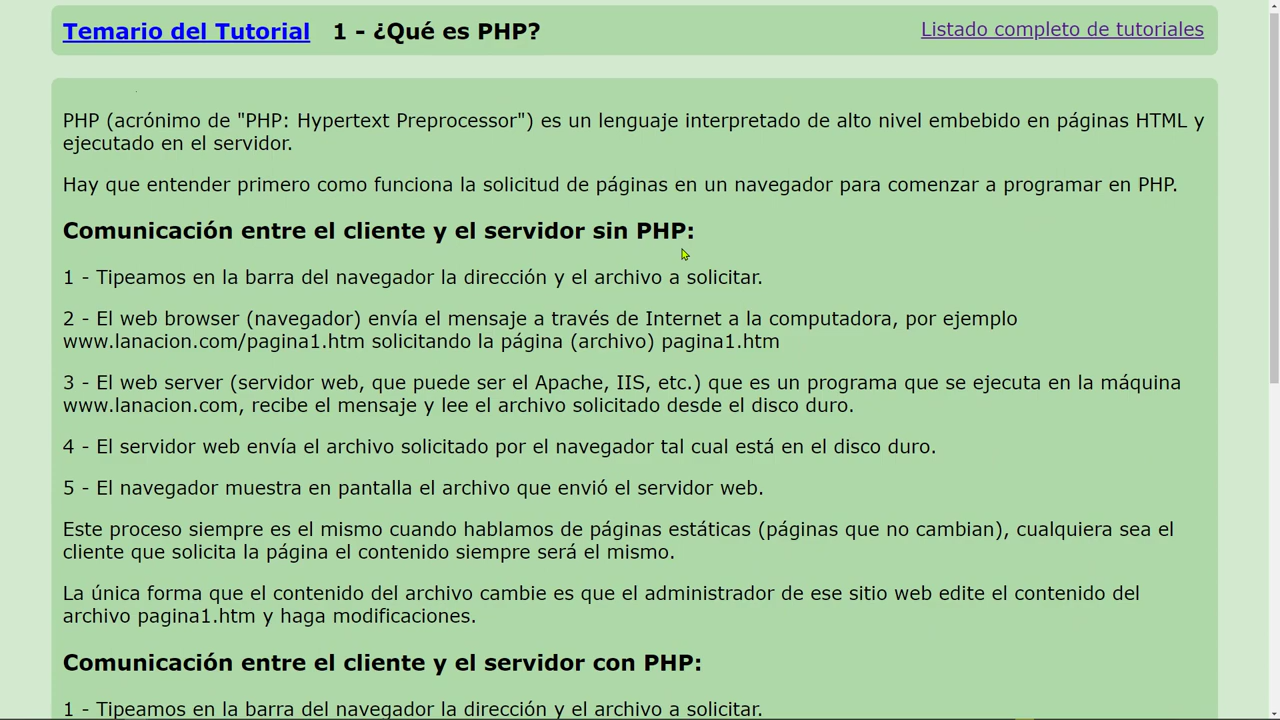 Temario del Tutorial 1 - ¿Qué es PHP? Listado completo de tutoriales
PHP (acrónimo de "PHP: Hypertext Preprocessor") es un lenguaje interpretado de alto nivel embebido en páginas HTML y
ejecutado en el servidor.
Hay que entender primero como funciona la solicitud de páginas en un navegador para comenzar a programar en PHP.
Comunicación entre el cliente y el servidor sin PHP:
1 - Tipeamos en la barra del navegador la dirección y el archivo a solicitar.
2 - El web browser (navegador) envía el mensaje a través de Internet a la computadora, por ejemplo
www.lanacion.com/pagina1.htm solicitando la página (archivo) pagina1.htm
3 - El web server (servidor web, que puede ser el Apache, IIS, etc.) que es un programa que se ejecuta en la máquina
www.lanacion.com, recibe el mensaje y lee el archivo solicitado desde el disco duro.
4 - El servidor web envía el archivo solicitado por el navegador tal cual está en el disco duro.
5 - El navegador muestra en pantalla el archivo que envió el servidor web.
Este proceso siempre es el mismo cuando hablamos de páginas estáticas (páginas que no cambian), cualquiera sea el
cliente que solicita la página el contenido siempre será el mismo.
La única forma que el contenido del archivo cambie es que el administrador de ese sitio web edite el contenido del
archivo pagina1.htm y haga modificaciones.
Comunicación entre el cliente y el servidor con PHP:
1 - Tipeamos en la barra del navegador la dirección y el archivo a solicitar.